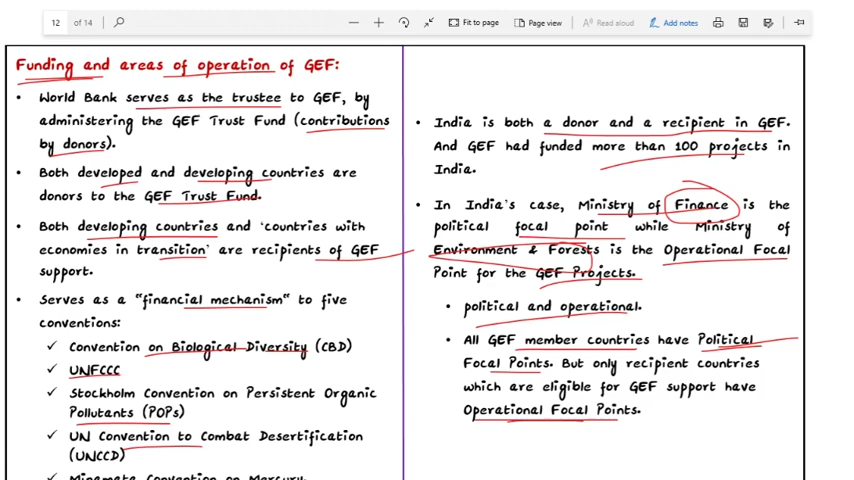 12 of 14
Fit to page
Page view
Read aloud
Add notes
Funding and areas of operation of GEF:
• World Bank serves as the trustee to GEF, by
administering the GEF Trust Fund (contributions
by donors).
• Both developed and developing countries are
donors to the GEF Trust Fund.
• Both developing countries and 'countries with
economies in transition' are recipients of GEF
support.
• Serves as a "financial mechanism" to five
conventions:
✓ Convention on Biological Diversity (CBD)
✓ UNFCCC
✓ Stockholm Convention on Persistent Organic
Pollutants (POPs)
✓ UN Convention to Combat Desertification
(UNCCD)
✓ Minamata Convention on Mercury
• India is both a donor and a recipient in GEF.
And GEF had funded more than 100 projects in
India.
• In India's case, Ministry of Finance is the
political focal point while Ministry of
Environment & Forests is the Operational Focal
Point for the GEF Projects.
• political and operational.
• All GEF member countries have Political
Focal Points. But only recipient countries
which are eligible for GEF support have
Operational Focal Points.